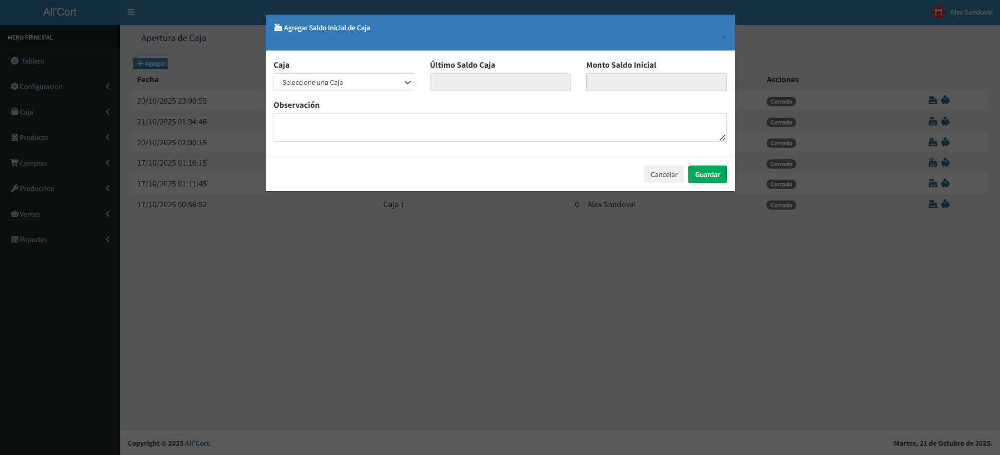 All'Cort
Alex Sandoval
MENU PRINCIPAL
Tablero
Configuracion
Caja
Producto
Compras
Produccion
Ventas
Reportes
Apertura de Caja
Agregar
Agregar Saldo Inicial de Caja
×
Caja
Último Saldo Caja
Monto Saldo Inicial
Seleccione una Caja
Observación
Cancelar
Guardar
Fecha
Acciones
20/10/2025 23:00:55
Cerrado
21/10/2025 01:34:46
Cerrado
20/10/2025 02:00:15
Cerrado
17/10/2025 01:16:15
Cerrado
17/10/2025 01:11:45
Cerrado
17/10/2025 00:56:52 Caja 1 0 Alex Sandoval Cerrado
Copyright © 2025 All'Cort.
Martes, 21 de Octubre de 2025.